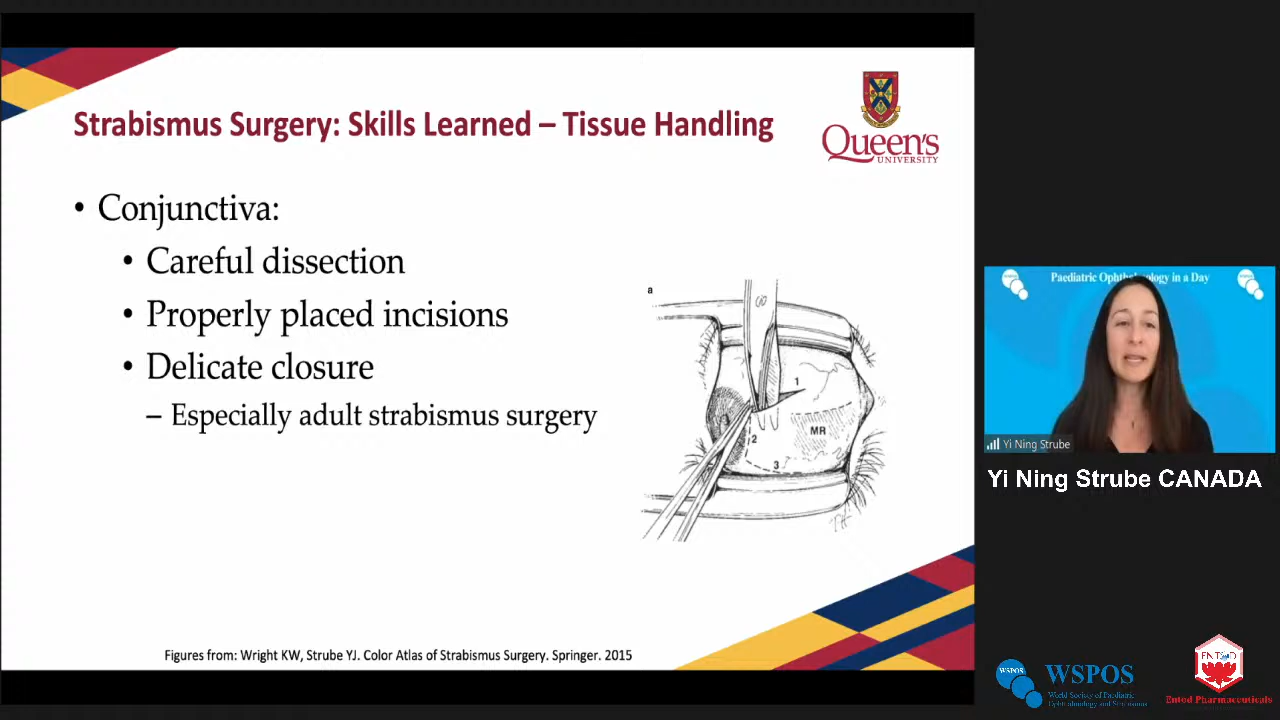 Strabismus Surgery: Skills Learned – Tissue Handling
Queen's
UNIVERSITY
• Conjunctiva:
• Careful dissection
• Properly placed incisions
• Delicate closure
– Especially adult strabismus surgery
a
1
MR
2
3
Figures from: Wright KW, Strube YJ. Color Atlas of Strabismus Surgery. Springer. 2015
Paediatric Ophthalmology in a Day
Yi Ning Strube
Yi Ning Strube CANADA
WSPOS
WSPOS
World Society of Paediatric
Ophthalmology and Strabismus
ENTOD
Entod Pharmaceuticals